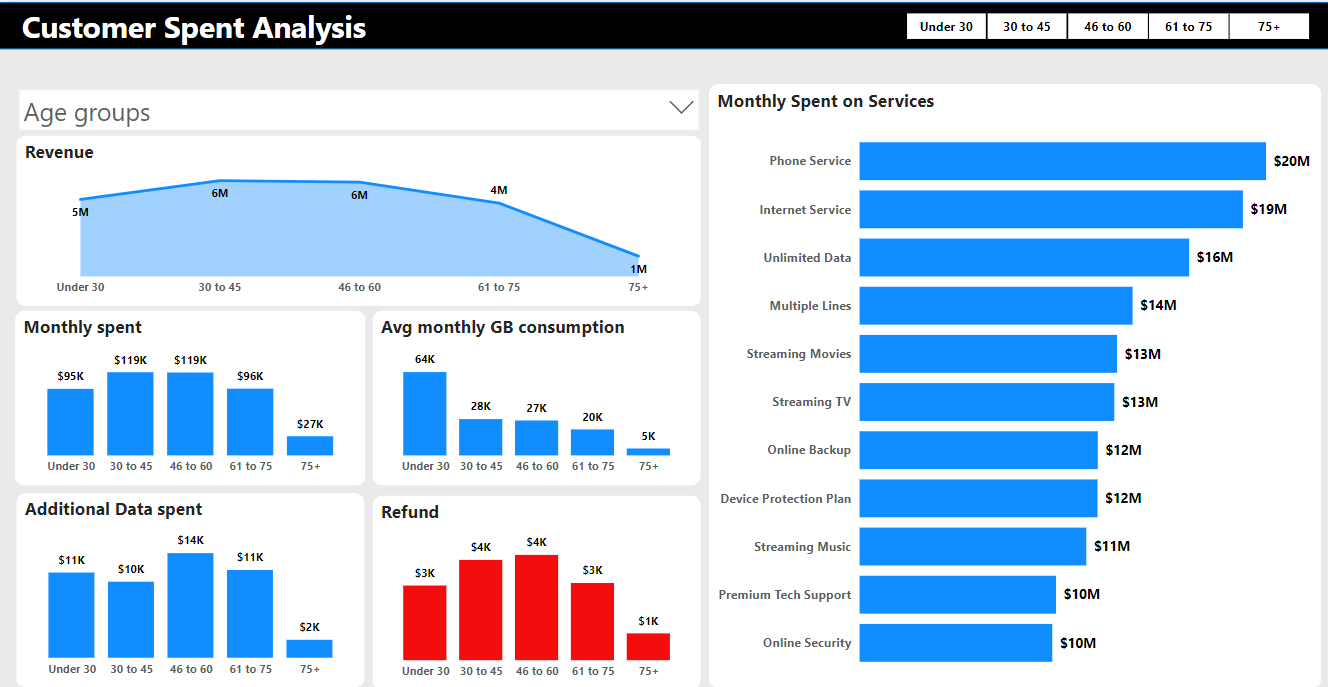 Customer Spent Analysis
Under 30 30 to 45 46 to 60 61 to 75 75+
Age groups
Revenue
5M 6M 6M 4M 1M
Under 30 30 to 45 46 to 60 61 to 75 75+
Monthly spent
$95K $119K $119K $96K $27K
Under 30 30 to 45 46 to 60 61 to 75 75+
Avg monthly GB consumption
64K 28K 27K 20K 5K
Under 30 30 to 45 46 to 60 61 to 75 75+
Additional Data spent
$11K $10K $14K $11K $2K
Under 30 30 to 45 46 to 60 61 to 75 75+
Refund
$3K $4K $4K $3K $1K
Under 30 30 to 45 46 to 60 61 to 75 75+
Monthly Spent on Services
Phone Service $20M
Internet Service $19M
Unlimited Data $16M
Multiple Lines $14M
Streaming Movies $13M
Streaming TV $13M
Online Backup $12M
Device Protection Plan $12M
Streaming Music $11M
Premium Tech Support $10M
Online Security $10M